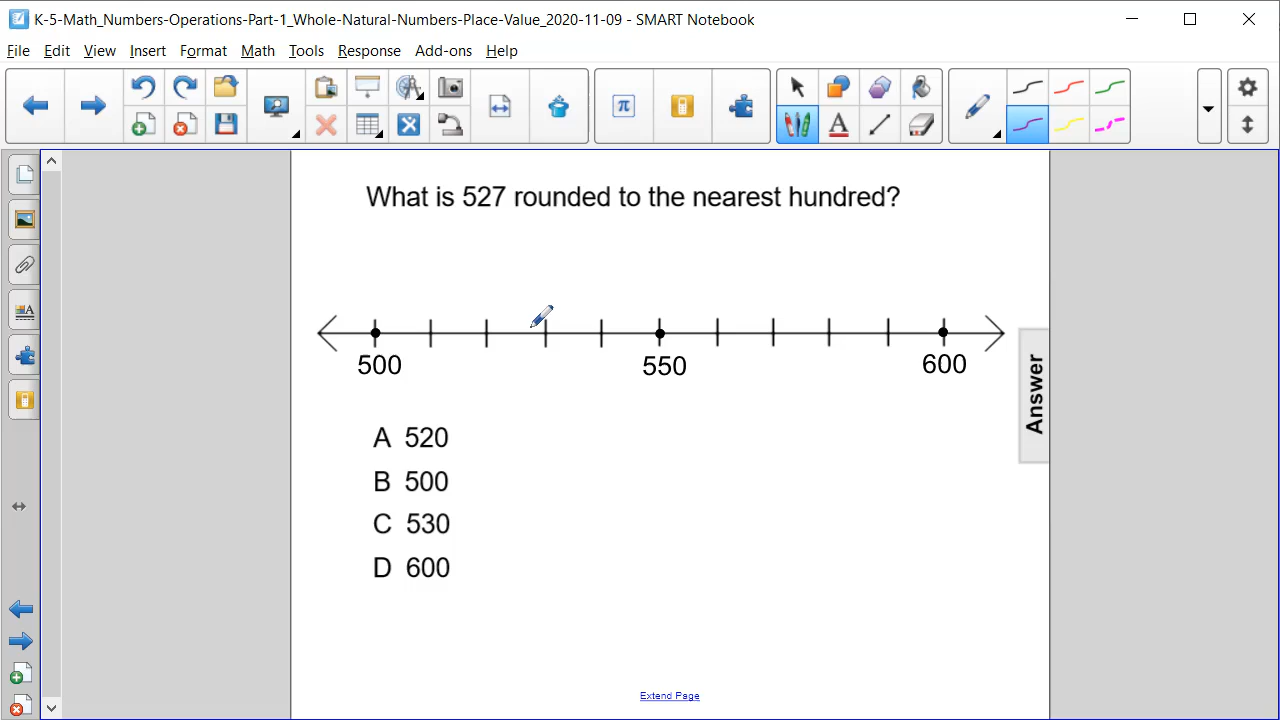 K-5-Math_Numbers-Operations-Part-1_Whole-Natural-Numbers-Place-Value_2020-11-09 - SMART Notebook
File Edit View Insert Format Math Tools Response Add-ons Help
What is 527 rounded to the nearest hundred?
500 550 600
Answer
A 520
B 500
C 530
D 600
Extend Page